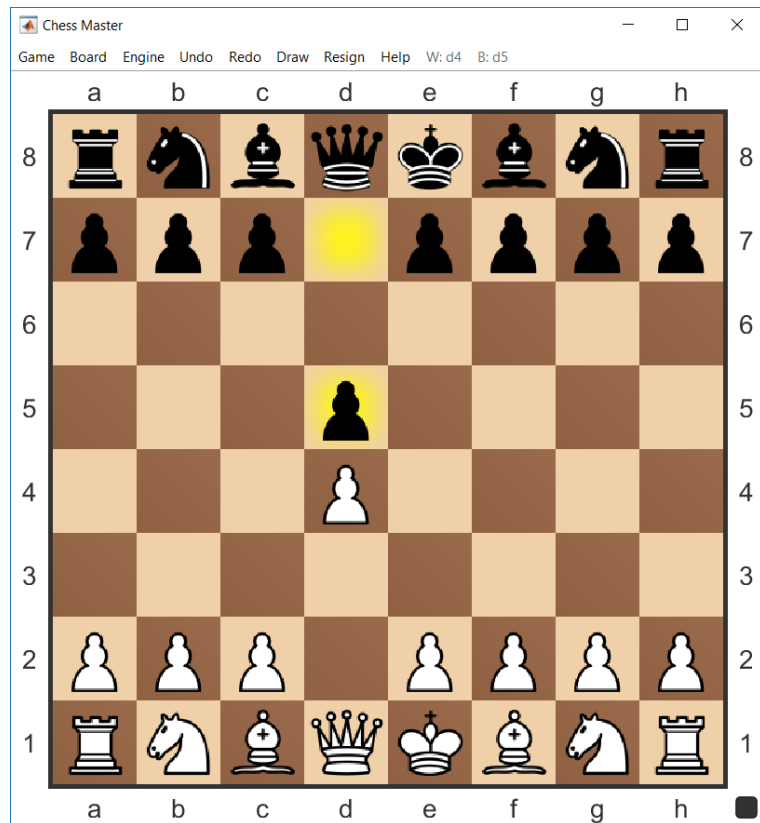 Chess Master
Game Board Engine Undo Redo Draw Resign Help W: d4 B: d5
a b c d e f g h
8 8
7 7
6 6
5 5
4 4
3 3
2 2
1 1
a b c d e f g h